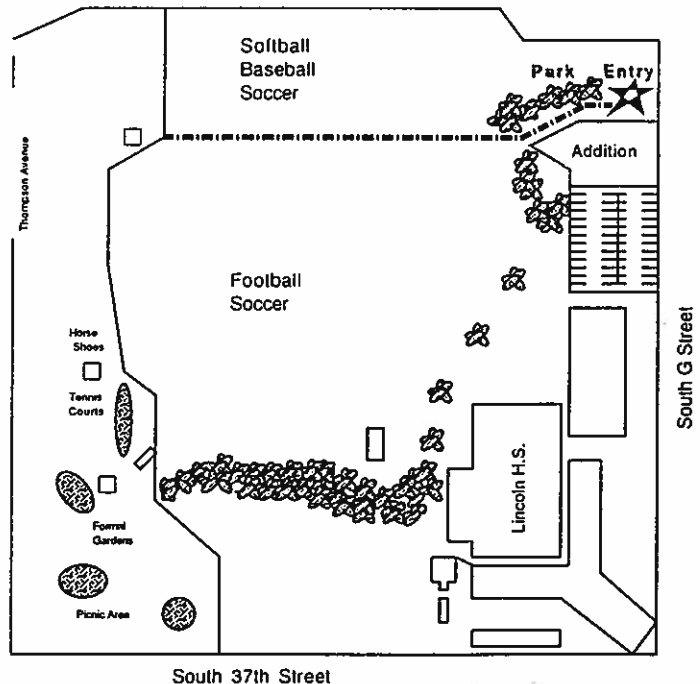 Softball
Baseball
Soccer
Park Entry
Addition
Thompson Avenue
Football
Soccer
Horse
Shoes
Tennis
Courts
South G Street
Lincoln H.S.
Formal
Gardens
Picnic Area
South 37th Street